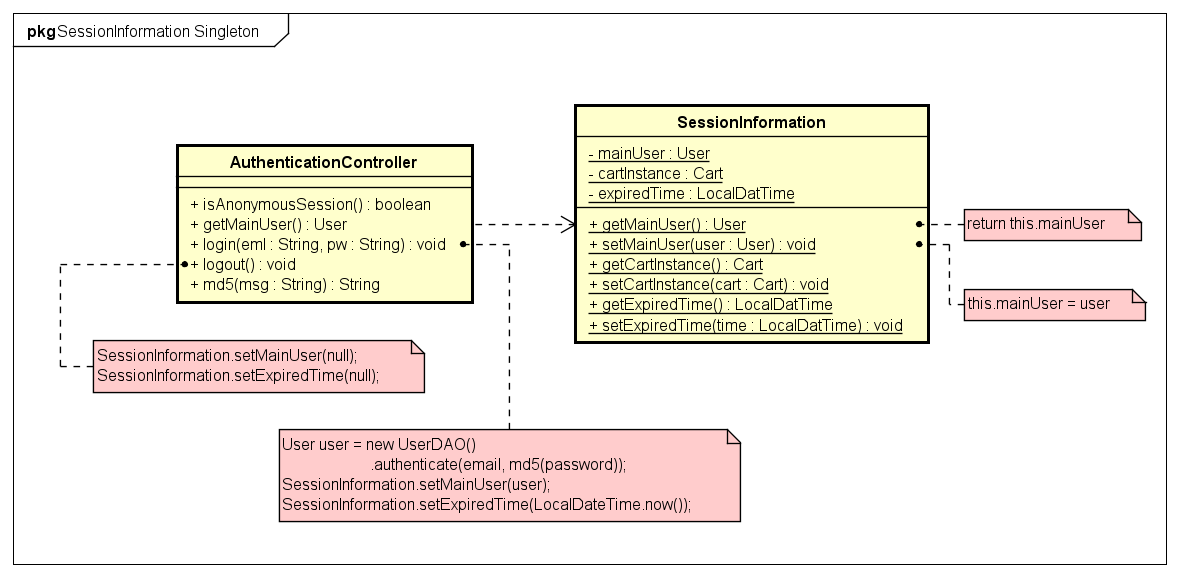 pkg SessionInformation Singleton
AuthenticationController
+ isAnonymousSession() : boolean
+ getMainUser() : User
+ login(eml : String, pw : String) : void
+ logout() : void
+ md5(msg : String) : String
SessionInformation
- mainUser : User
- cartInstance : Cart
- expiredTime : LocalDatTime
+ getMainUser() : User
+ setMainUser(user : User) : void
+ getCartInstance() : Cart
+ setCartInstance(cart : Cart) : void
+ getExpiredTime() : LocalDatTime
+ setExpiredTime(time : LocalDatTime) : void
return this.mainUser
this.mainUser = user
SessionInformation.setMainUser(null);
SessionInformation.setExpiredTime(null);
User user = new UserDAO()
.authenticate(email, md5(password));
SessionInformation.setMainUser(user);
SessionInformation.setExpiredTime(LocalDateTime.now());